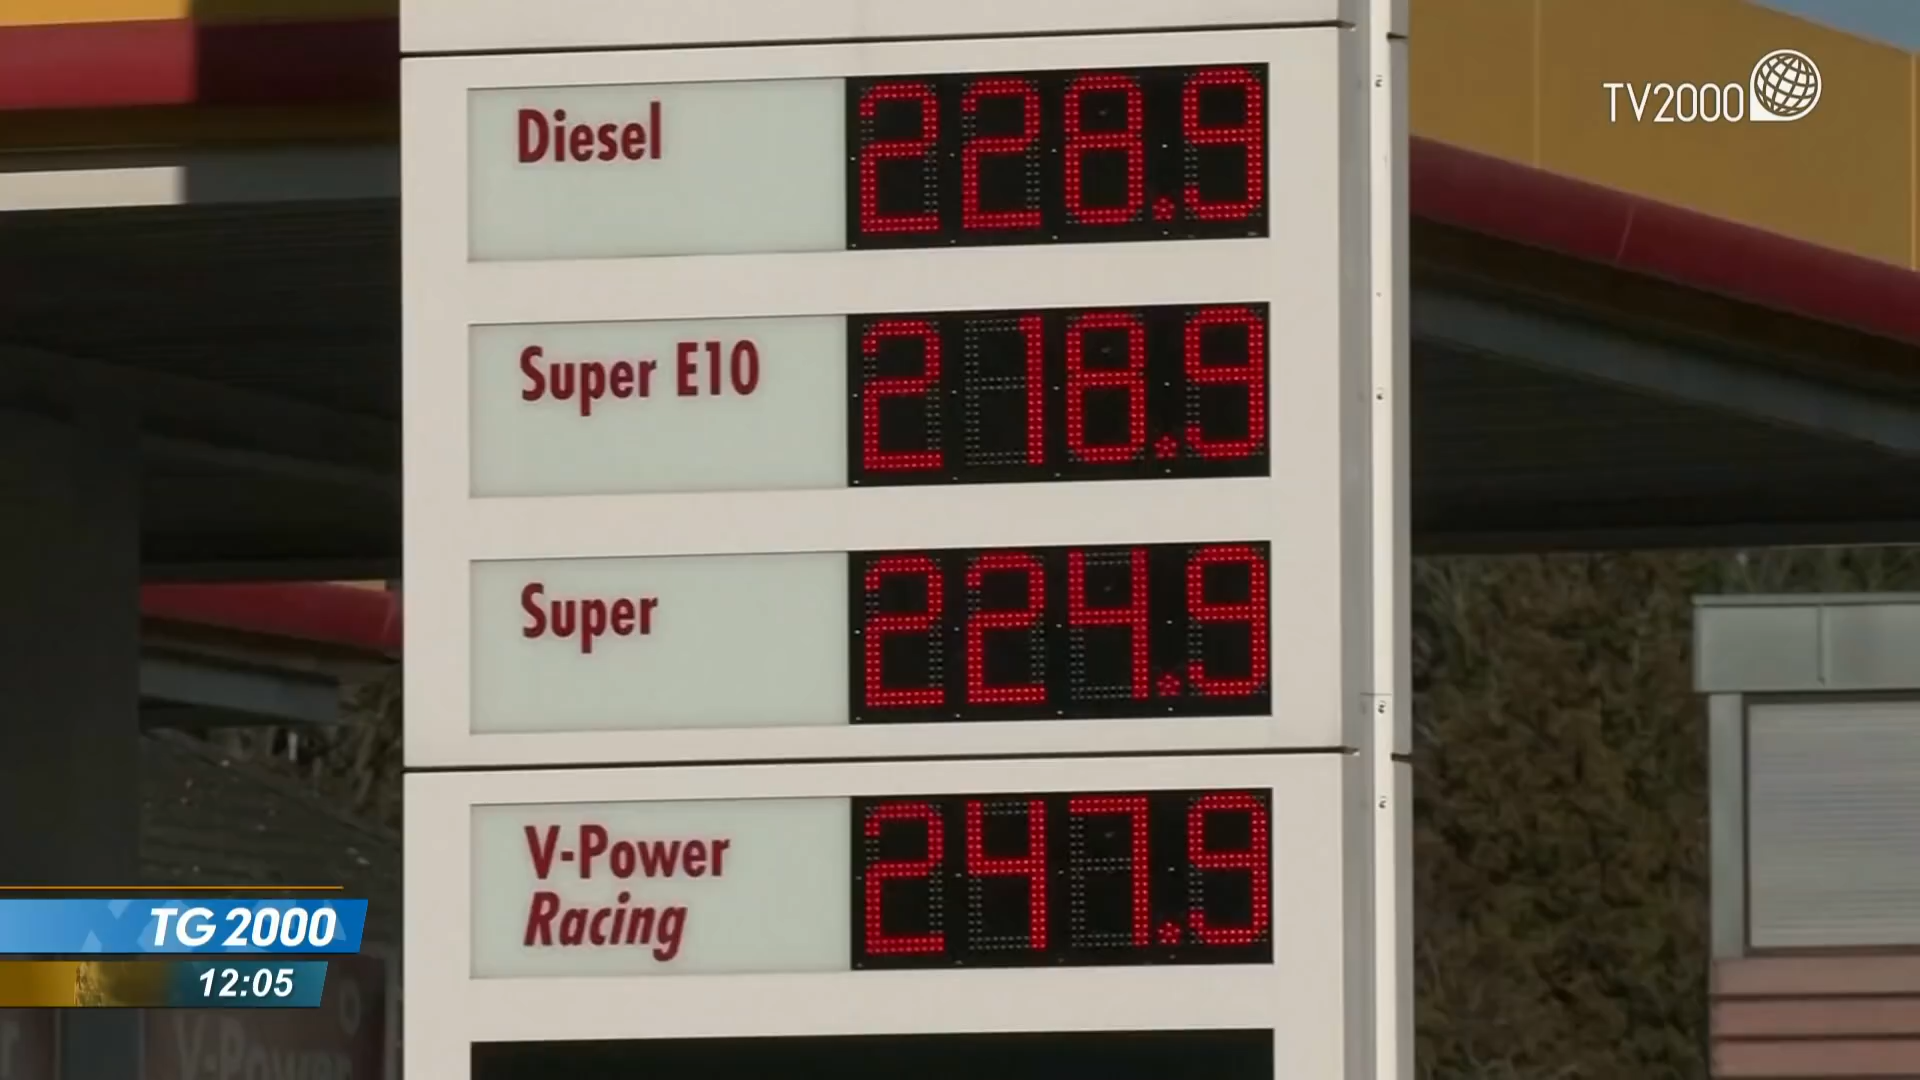 TV2000
Diesel 228.9
Super E10 218.9
Super 224.9
V-Power
Racing 247.9
TG 2000
12:05
V-Power